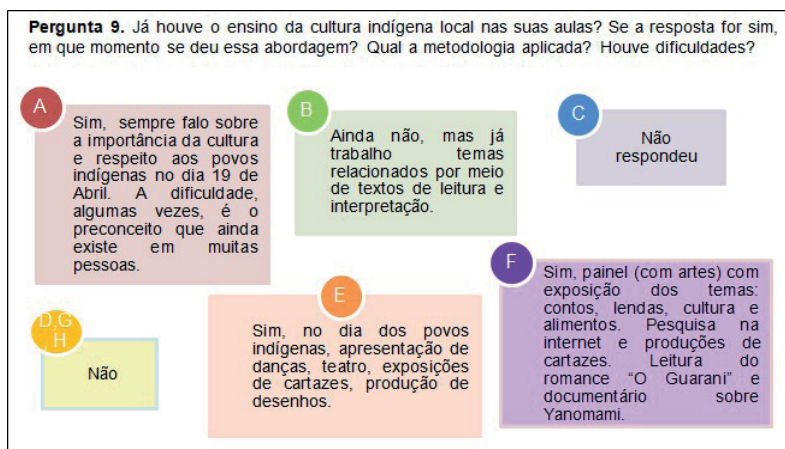 Pergunta 9. Já houve o ensino da cultura indígena local nas suas aulas? Se a resposta for sim,
em que momento se deu essa abordagem? Qual a metodologia aplicada? Houve dificuldades?
A
Sim, sempre falo sobre
a importância da cultura
e respeito aos povos
indígenas no dia 19 de
Abril. A dificuldade,
algumas vezes, é o
preconceito que ainda
existe em muitas
pessoas.
B
Ainda não, mas já
trabalho temas
relacionados por meio
de textos de leitura e
interpretação.
C
Não
respondeu
D,G
, H
Não
E
Sim, no dia dos povos
indígenas, apresentação de
danças, teatro, exposições
de cartazes, produção de
desenhos.
F
Sim, painel (com artes) com
exposição dos temas:
contos, lendas, cultura e
alimentos. Pesquisa na
internet e produções de
cartazes. Leitura do
romance “O Guarani” e
documentário sobre
Yanomami.